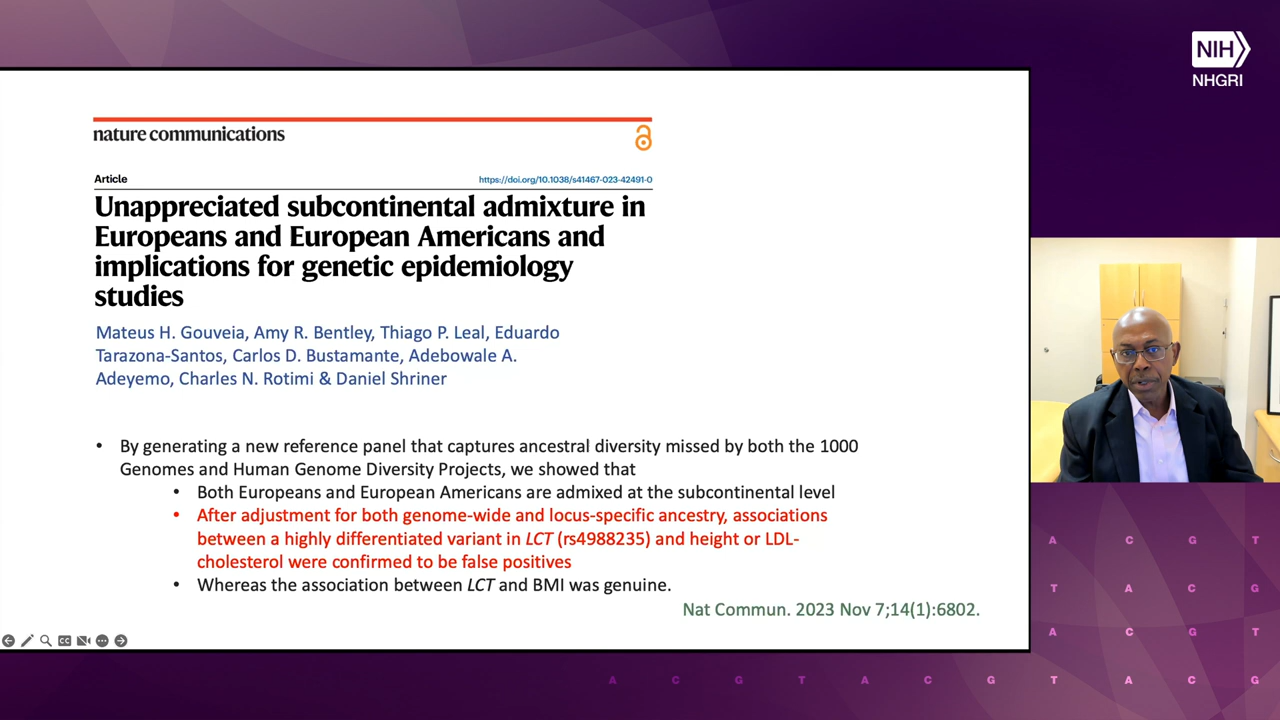 NIH
NHGRI
nature communications
Article
https://doi.org/10.1038/s41467-023-42491-0
Unappreciated subcontinental admixture in
Europeans and European Americans and
implications for genetic epidemiology
studies
Mateus H. Gouveia, Amy R. Bentley, Thiago P. Leal, Eduardo
Tarazona-Santos, Carlos D. Bustamante, Adebowale A.
Adeyemo, Charles N. Rotimi & Daniel Shriner
• By generating a new reference panel that captures ancestral diversity missed by both the 1000
Genomes and Human Genome Diversity Projects, we showed that
• Both Europeans and European Americans are admixed at the subcontinental level
• After adjustment for both genome-wide and locus-specific ancestry, associations
between a highly differentiated variant in LCT (rs4988235) and height or LDL-
cholesterol were confirmed to be false positives
• Whereas the association between LCT and BMI was genuine.
Nat Commun. 2023 Nov 7;14(1):6802.
CC
A C G T
T A C G
A C G T
A C G T A C G T A C G